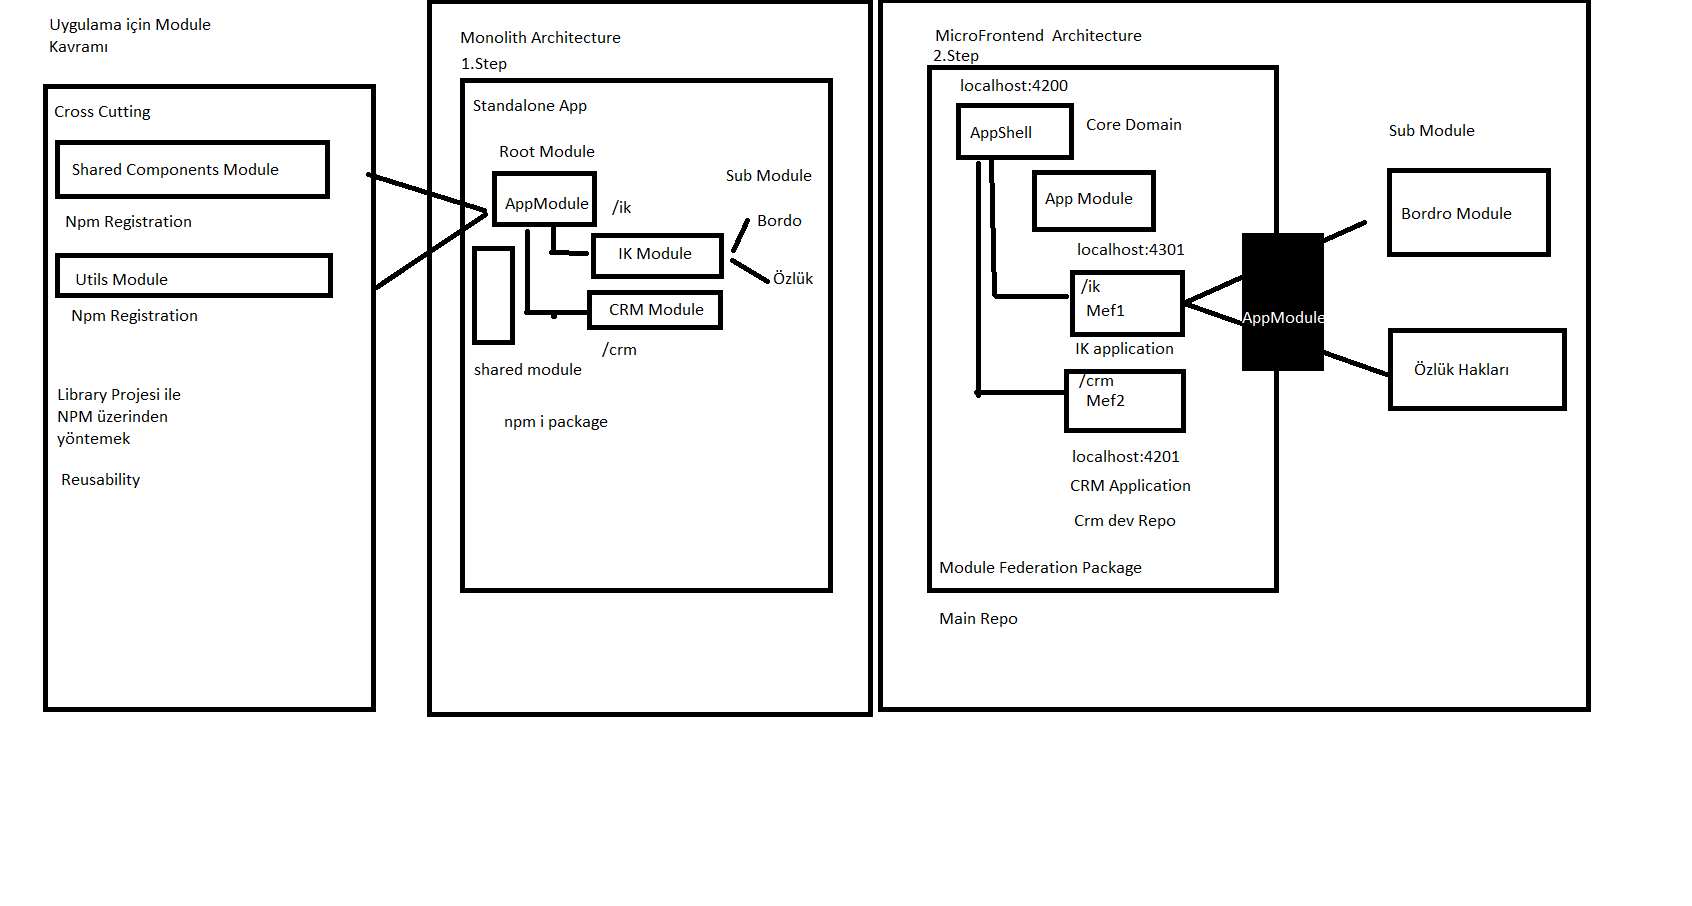 Uygulama için Module
Kavramı
Cross Cutting
Shared Components Module
Npm Registration
Utils Module
Npm Registration
Library Projesi ile
NPM üzerinden
yöntemek
Reusability
Monolith Architecture
1.Step
Standalone App
Root Module
Sub Module
AppModule
/ik
Bordo
IK Module
Özlük
CRM Module
/crm
shared module
npm i package
MicroFrontend  Architecture
2.Step
localhost:4200
AppShell
Core Domain
App Module
localhost:4301
/ik
Mef1
IK application
/crm
Mef2
localhost:4201
CRM Application
Crm dev Repo
Module Federation Package
Main Repo
AppModule
Sub Module
Bordro Module
Özlük Hakları